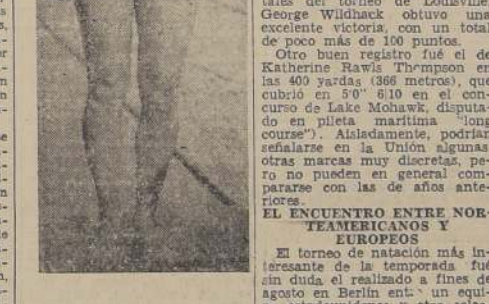 tales del torneo de Louisville
George Wildhack obtuvo una
excelente victoria, con un total
de poco más de 100 puntos.
Otro buen registro fué el de
Katherine Rawls Thompson en
las 400 yardas (366 metros), que
cubrió en 5'0" 6|10 en el con-
curso de Lake Mohawk, disputa-
do en pileta marítima "long
course"). Aisladamente, podrían
señalarse en la Unión algunas
otras marcas muy discretas, pe-
ro no pueden en general com-
pararse con las de años ante-
riores.
EL ENCUENTRO ENTRE NOR-
TEAMERICANOS Y
EUROPEOS
El torneo de natación más in-
teresante de la temporada fué
sin duda el realizado a fines de
agosto en Berlín un equi-